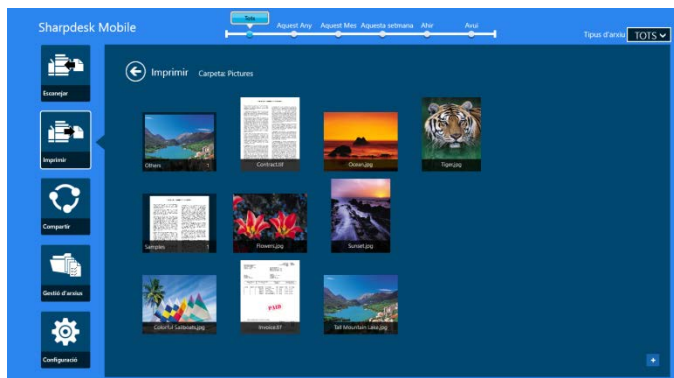 Sharpdesk Mobile
Tots
Aquest Any
Aquest Mes
Aquesta setmana
Ahir
Avui
Tipus d'arxiu
TOTS
Escanejar
Imprimir
Compartir
Gestió d'arxius
Configuració
Imprimir
Carpeta: Pictures
Others
Contract.tif
Ocean.jpg
Tiger.jpg
Samples
Flowers.jpg
Sunset.jpg
Colorful Sailboats.jpg
Invoice.tif
PAID
Tall Mountain Lake.jpg